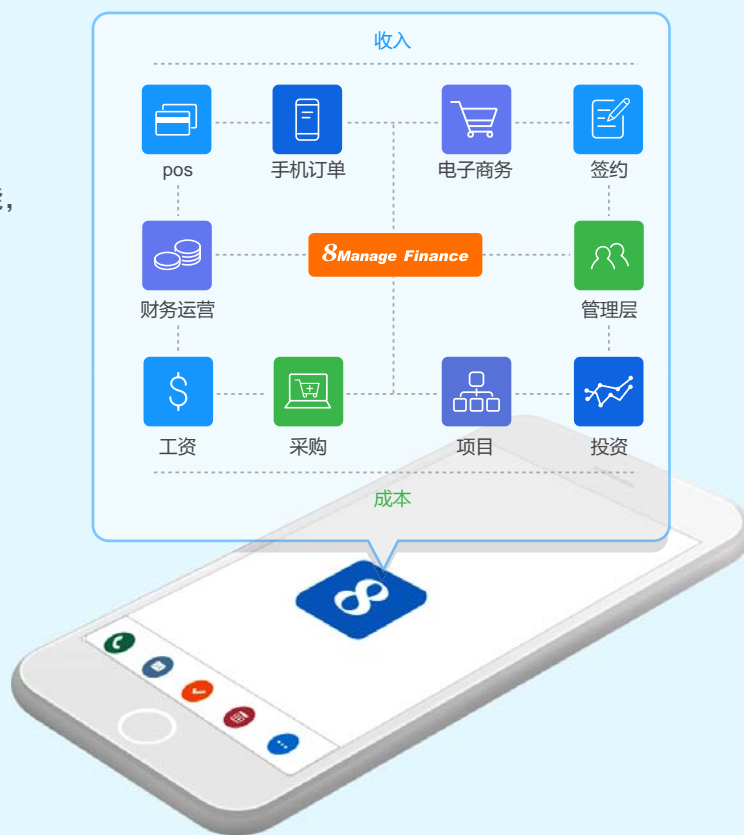 收入
pos 手机订单 电子商务 签约
，
8Manage Finance
财务运营 管理层
工资 采购 项目 投资
成本
8